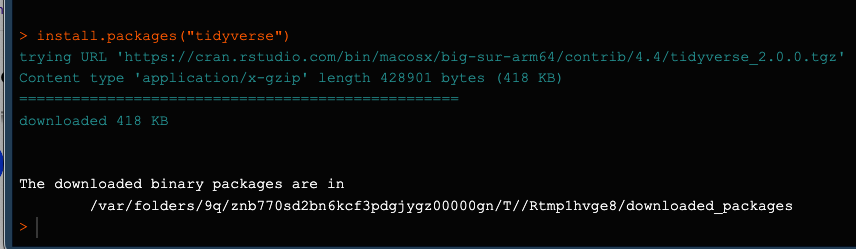 > install.packages("tidyverse")
trying URL 'https://cran.rstudio.com/bin/macosx/big-sur-arm64/contrib/4.4/tidyverse_2.0.0.tgz'
Content type 'application/x-gzip' length 428901 bytes (418 KB)
==================================================
downloaded 418 KB
The downloaded binary packages are in
/var/folders/9q/znb770sd2bn6kcf3pdgjygz00000gn/T//Rtmp1hvge8/downloaded_packages
>